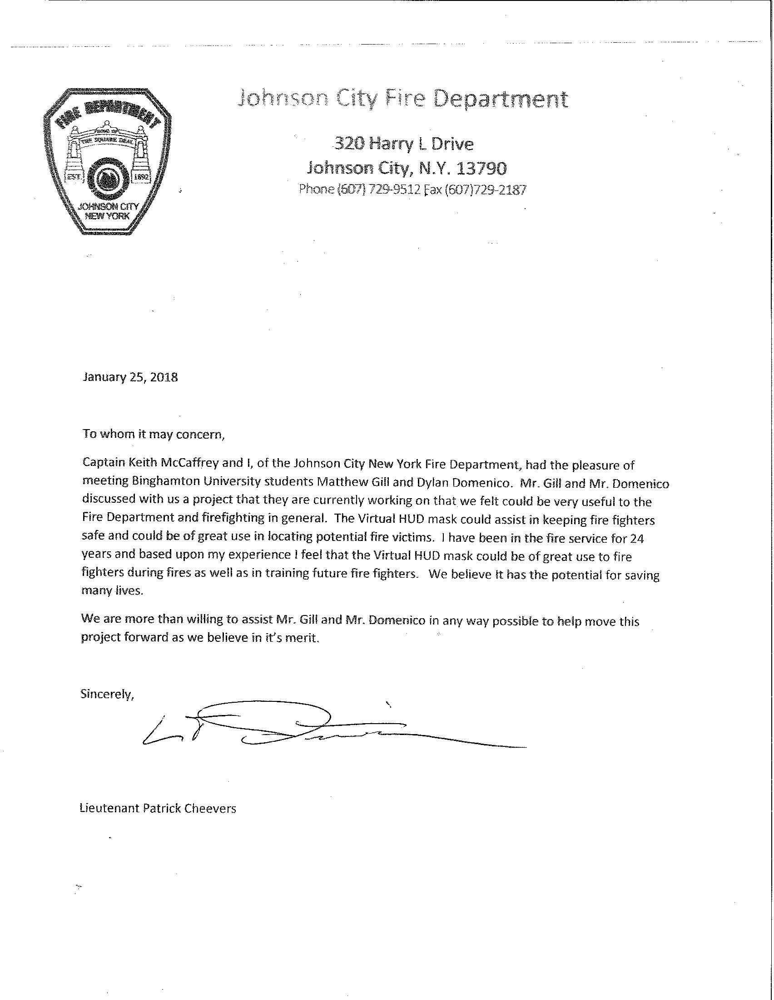 FIRE DEPARTMENT
HOME OF
THE SQUARE DEAL
EST. 1892
JOHNSON CITY
NEW YORK
Johnson City Fire Department
320 Harry L Drive
Johnson City, N.Y. 13790
Phone (607) 729-9512 Fax (607)729-2187
January 25, 2018
To whom it may concern,
Captain Keith McCaffrey and I, of the Johnson City New York Fire Department, had the pleasure of
meeting Binghamton University students Matthew Gill and Dylan Domenico.  Mr. Gill and Mr. Domenico
discussed with us a project that they are currently working on that we felt could be very useful to the
Fire Department and firefighting in general.  The Virtual HUD mask could assist in keeping fire fighters
safe and could be of great use in locating potential fire victims.  I have been in the fire service for 24
years and based upon my experience I feel that the Virtual HUD mask could be of great use to fire
fighters during fires as well as in training future fire fighters.   We believe it has the potential for saving
many lives.
We are more than willing to assist Mr. Gill and Mr. Domenico in any way possible to help move this
project forward as we believe in it's merit.
Sincerely,
Lieutenant Patrick Cheevers